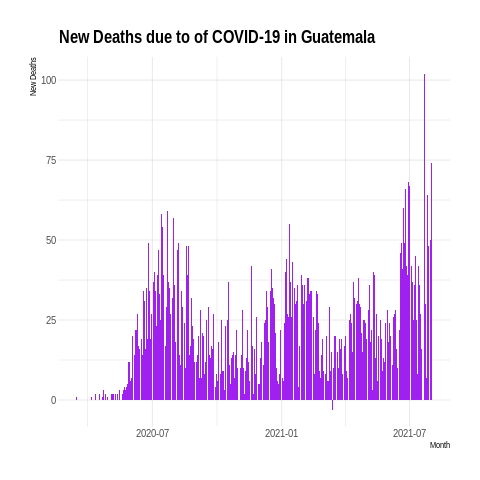 New Deaths due to of COVID-19 in Guatemala
New Deaths
100
75
50
25
0
2020-07
2021-01
2021-07
Month